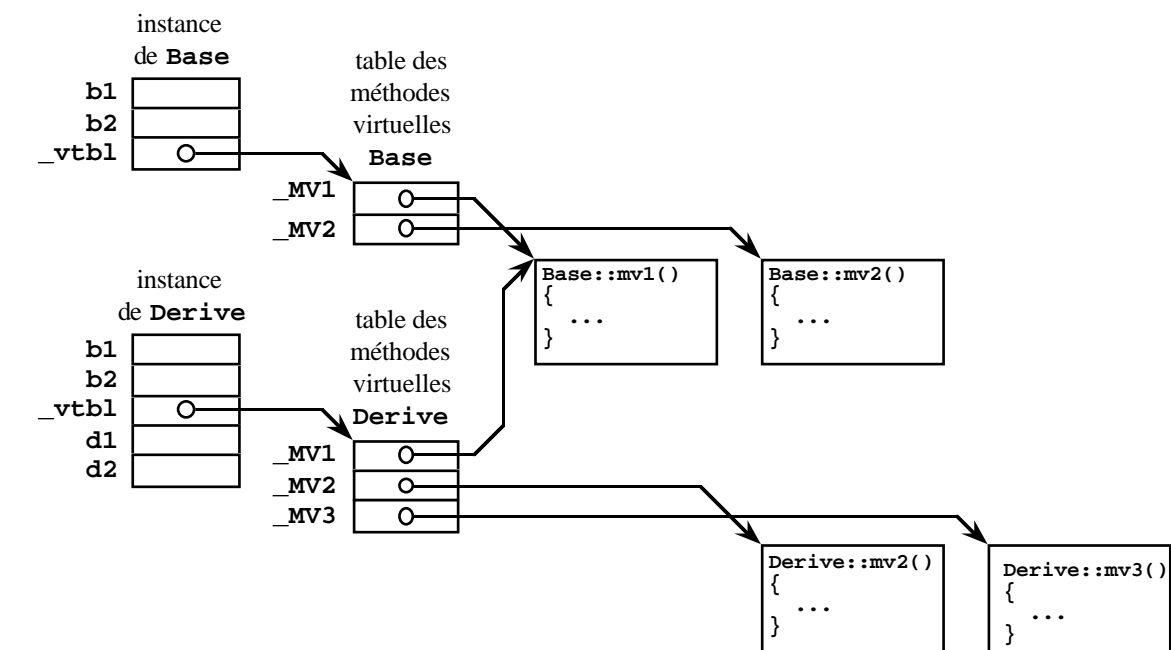 instance
de Base
b1
b2
_vtbl
table des
méthodes
virtuelles
Base
_MV1
_MV2
Base::mv1()
{
...
}
Base::mv2()
{
...
}
instance
de Derive
b1
b2
_vtbl
d1
d2
table des
méthodes
virtuelles
Derive
_MV1
_MV2
_MV3
Derive::mv2()
{
...
}
Derive::mv3()
{
...
}